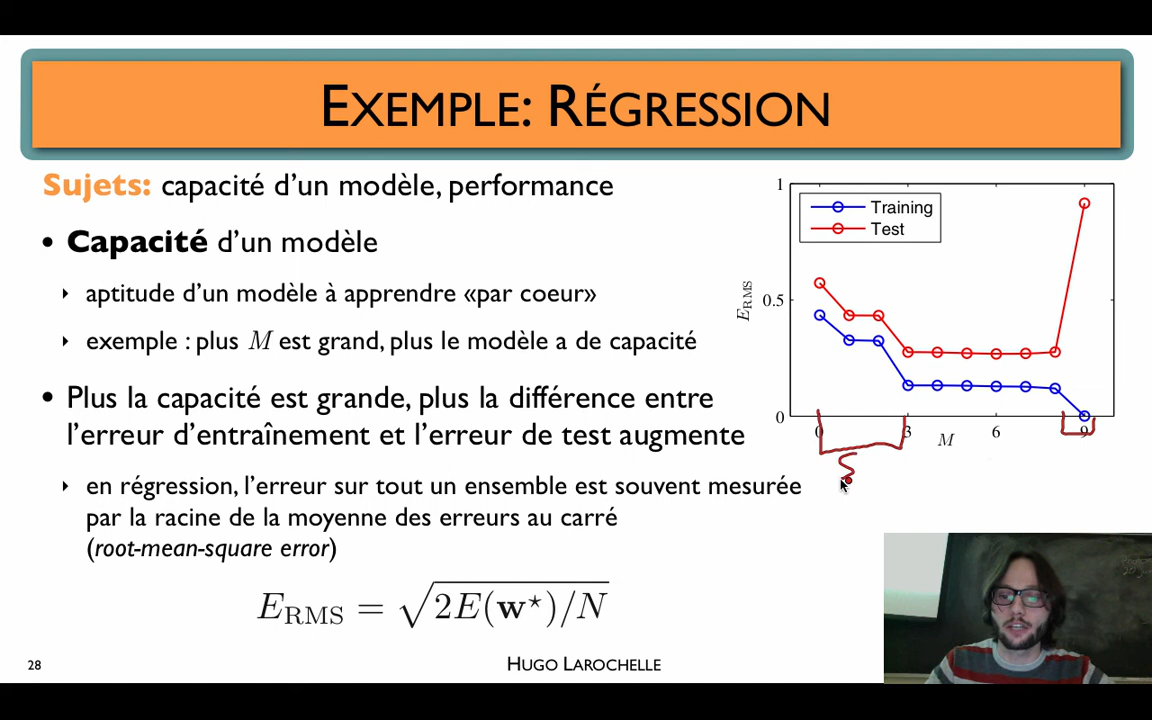 EXEMPLE: RÉGRESSION
Sujets: capacité d’un modèle, performance
• Capacité d’un modèle
‣ aptitude d’un modèle à apprendre «par coeur»
‣ exemple : plus M est grand, plus le modèle a de capacité
• Plus la capacité est grande, plus la différence entre
l’erreur d’entraînement et l’erreur de test augmente
‣ en régression, l’erreur sur tout un ensemble est souvent mesurée
par la racine de la moyenne des erreurs au carré
(root-mean-square error)
E_RMS = √(2E(w⋆)/N)
Training
Test
E_RMS
1
0.5
0
0 3 M 6 9
28
HUGO LAROCHELLE